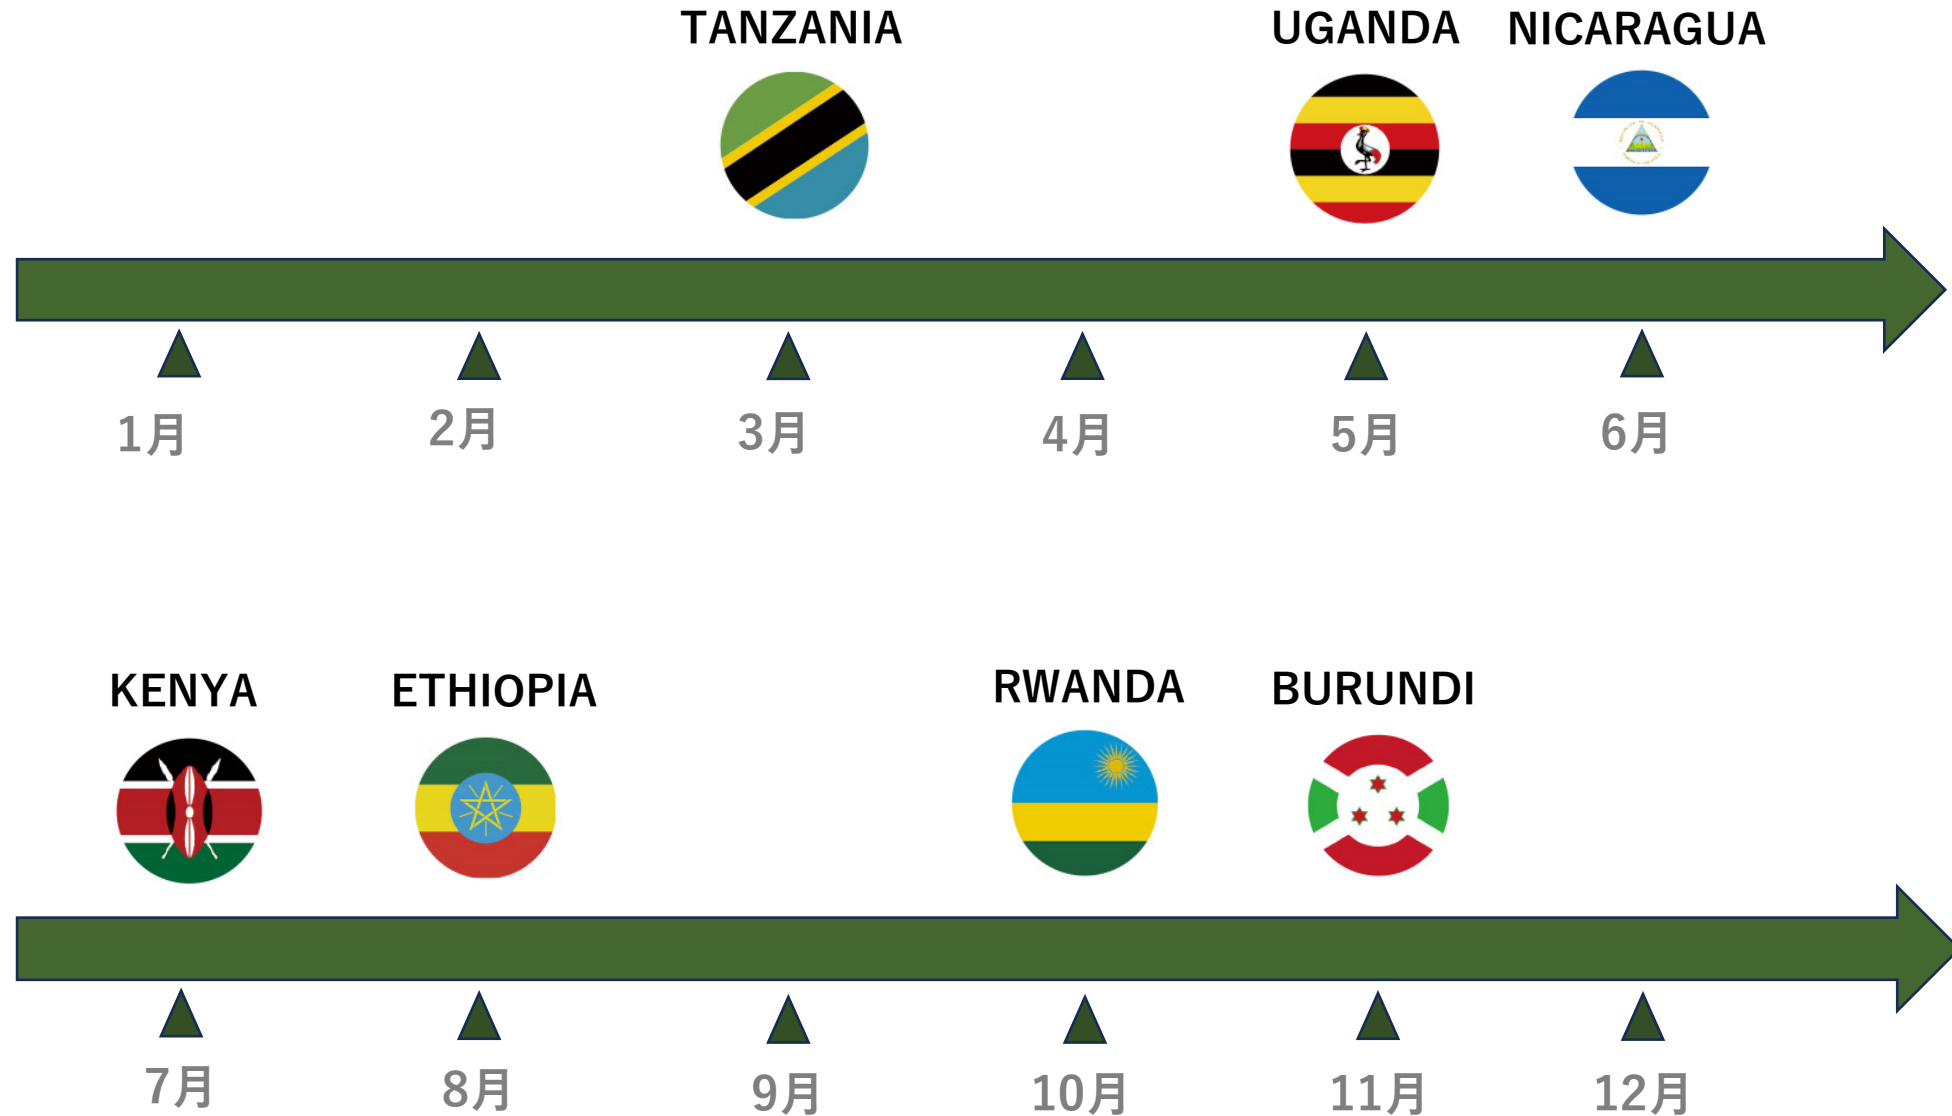 TANZANIA
UGANDA
NICARAGUA
1月
2月
3月
4月
5月
6月
KENYA
ETHIOPIA
RWANDA
BURUNDI
7月
8月
9月
10月
11月
12月